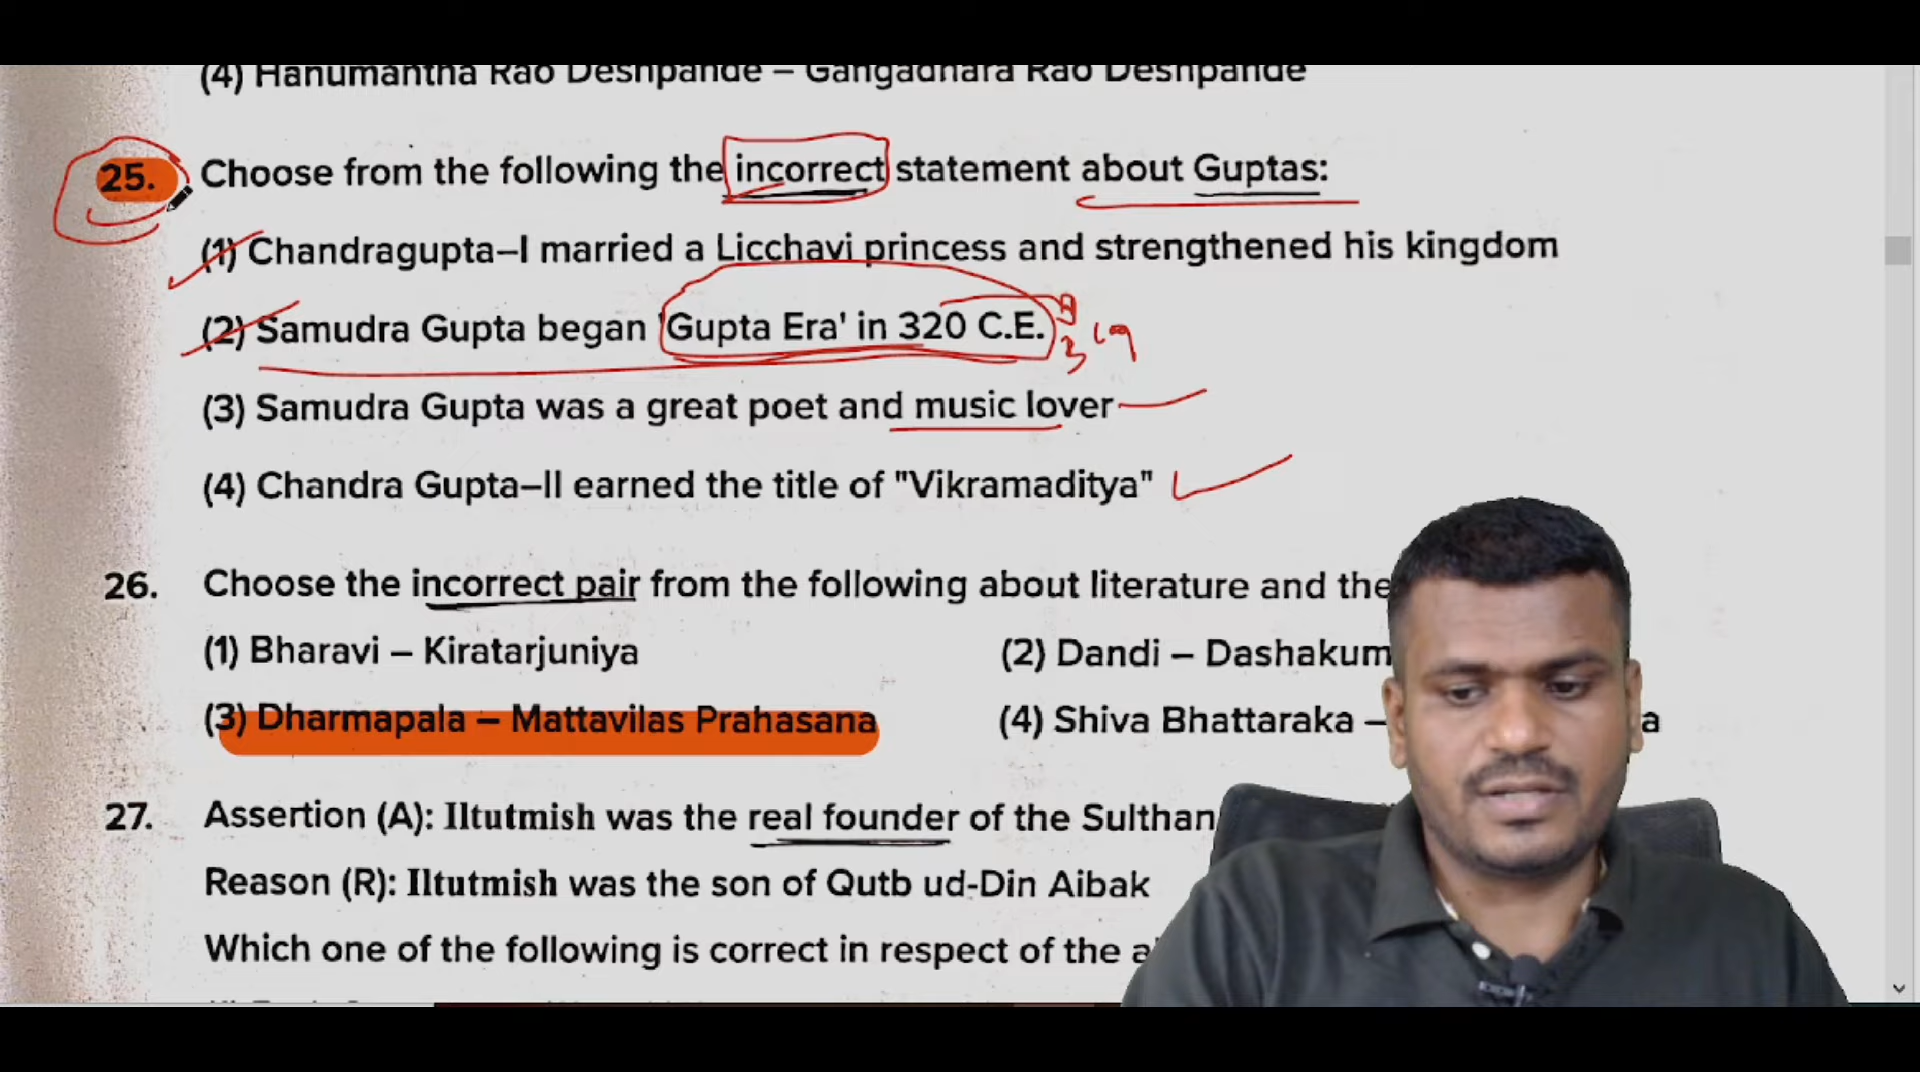 (4) Hanumantha Rao Deshpande – Gangadhara Rao Deshpande
25. Choose from the following the incorrect statement about Guptas:
(1) Chandragupta–I married a Licchavi princess and strengthened his kingdom
(2) Samudra Gupta began 'Gupta Era' in 320 C.E.
319
(3) Samudra Gupta was a great poet and music lover
(4) Chandra Gupta–II earned the title of "Vikramaditya"
26. Choose the incorrect pair from the following about literature and the
(1) Bharavi – Kiratarjuniya (2) Dandi – Dashakum
(3) Dharmapala – Mattavilas Prahasana (4) Shiva Bhattaraka – a
27. Assertion (A): Iltutmish was the real founder of the Sulthan
Reason (R): Iltutmish was the son of Qutb ud-Din Aibak
Which one of the following is correct in respect of the a